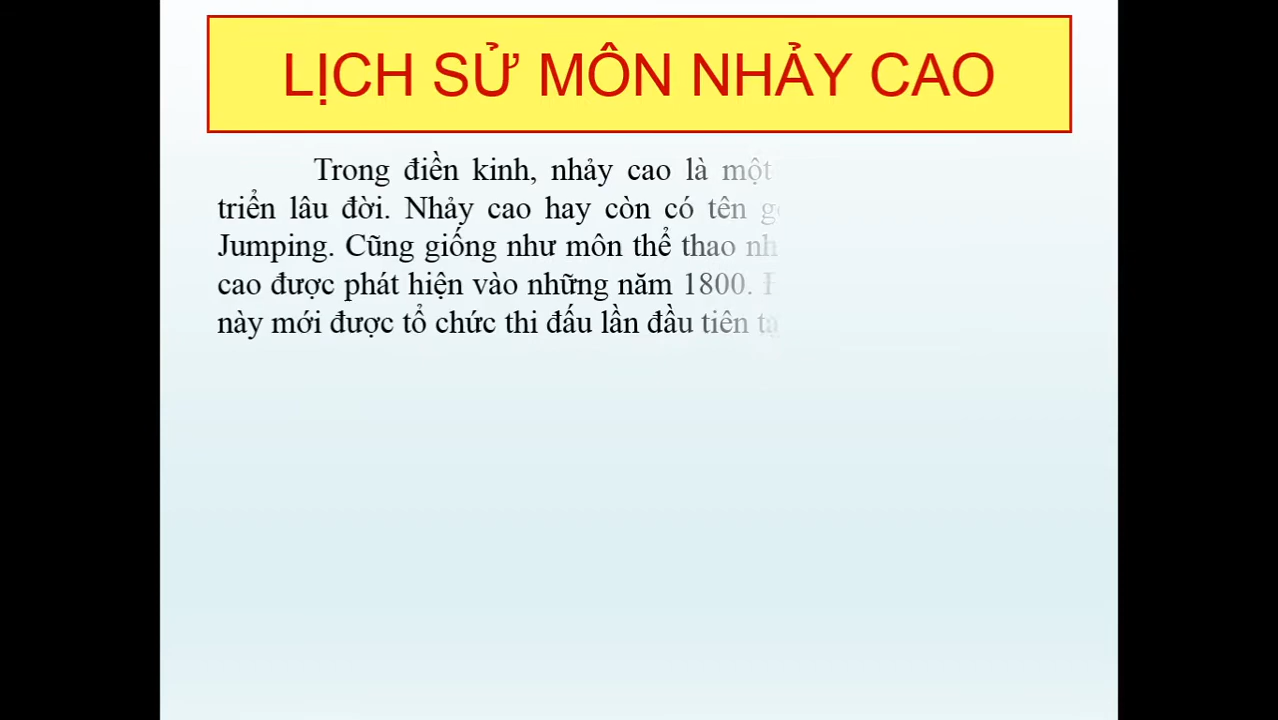 LỊCH SỬ MÔN NHẢY CAO
Trong điền kinh, nhảy cao là một
triển lâu đời. Nhảy cao hay còn có tên
Jumping. Cũng giống như môn thể thao
cao được phát hiện vào những năm 1800.
này mới được tổ chức thi đấu lần đầu tiên